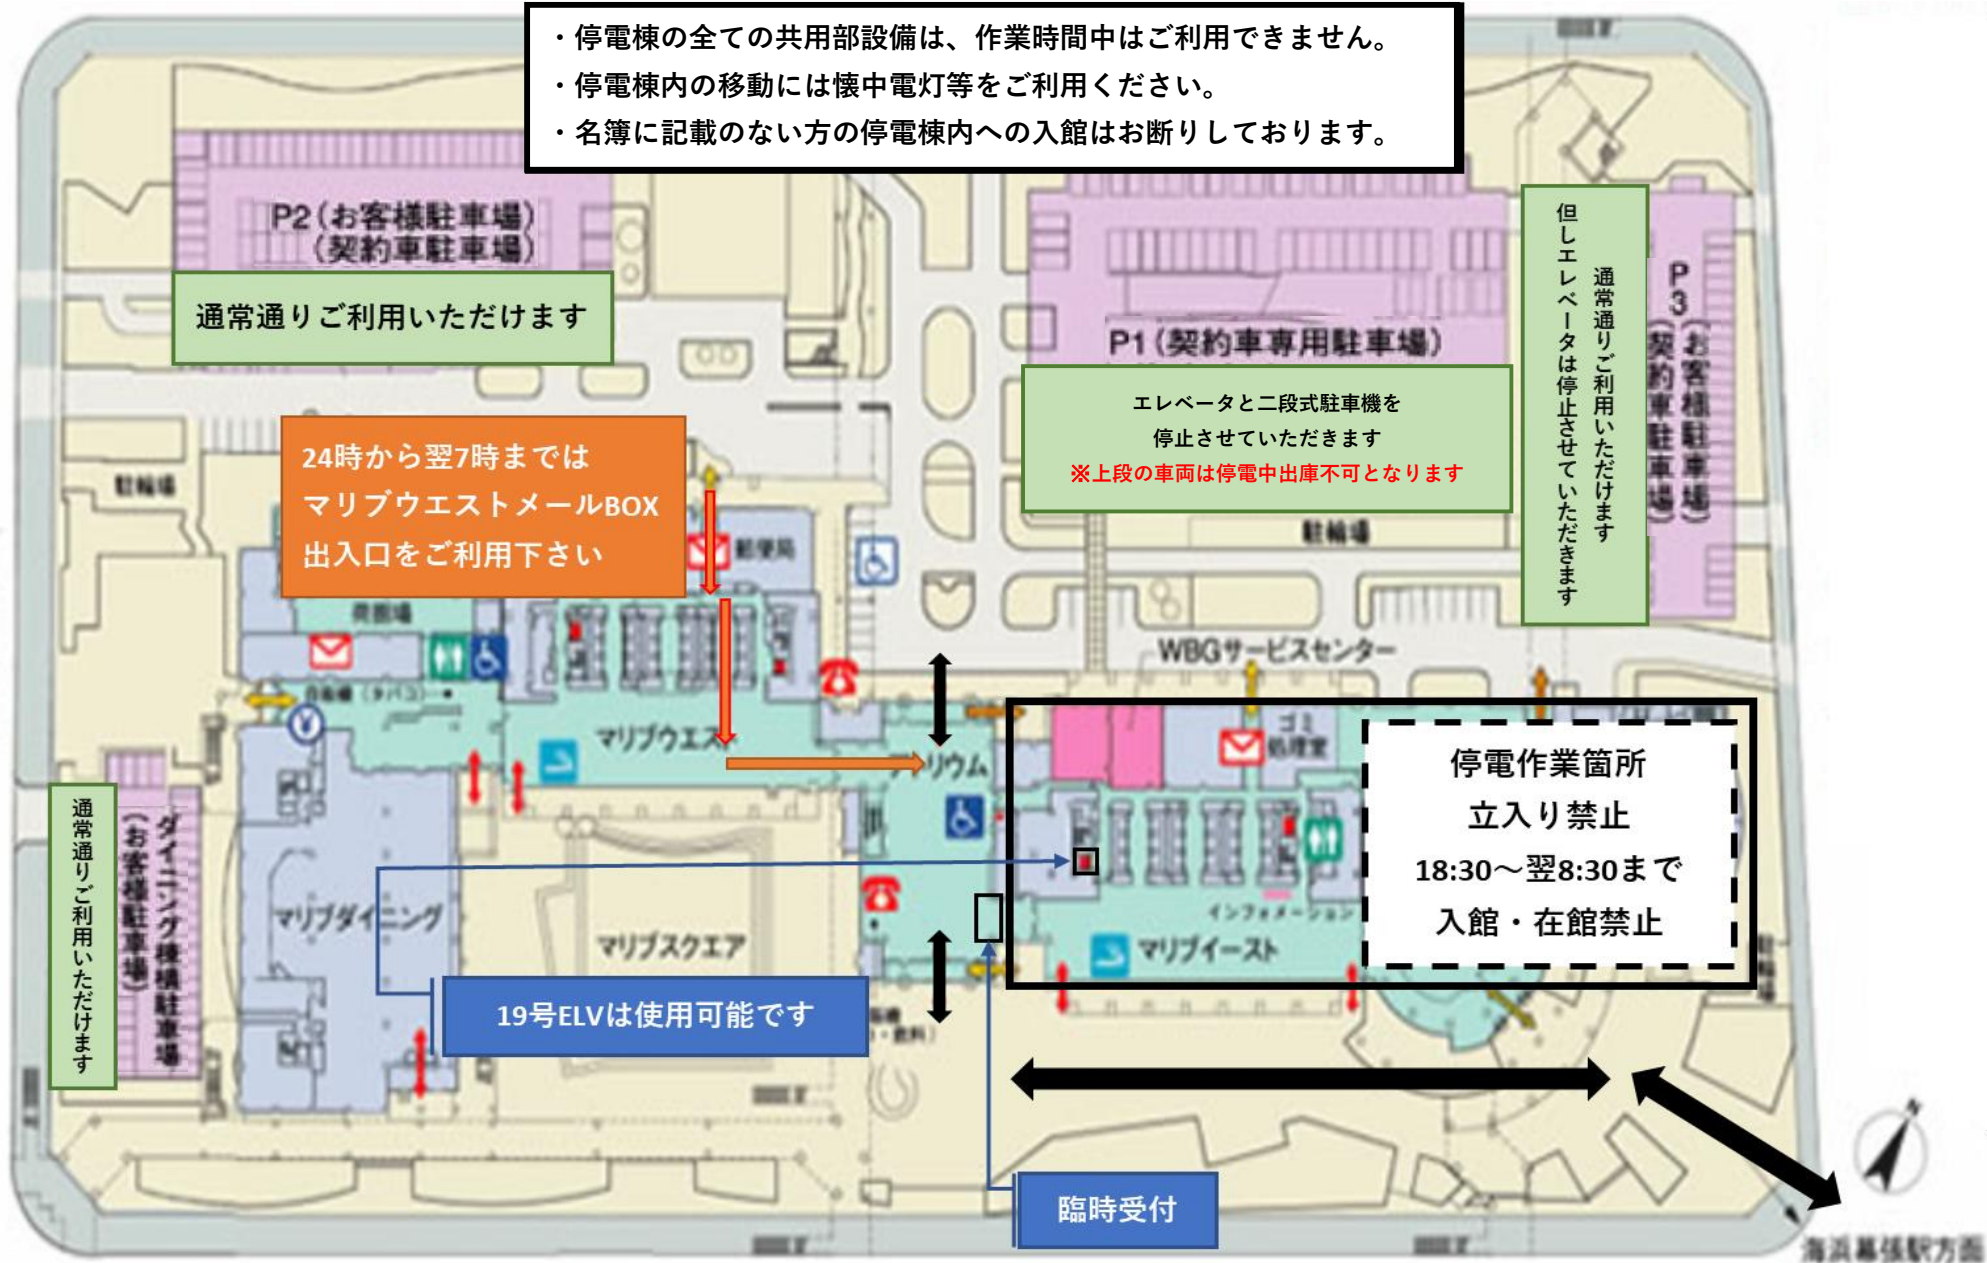 ・停電棟の全ての共用部設備は、作業時間中はご利用できません。
・停電棟内の移動には懐中電灯等をご利用ください。
・名簿に記載のない方の停電棟内への入館はお断りしております。
P2(お客様駐車場)
(契約車駐車場)
通常通りご利用いただけます
P1(契約車専用駐車場)
エレベータと二段式駐車機を
停止させていただきます
※上段の車両は停電中出庫不可となります
通常通りご利用いただけます
但しエレベータは停止させていただきます
P3(お客様駐車場)
(契約車駐車場)
24時から翌7時までは
マリブウエストメールBOX
出入口をご利用下さい
駐輪場
郵便局
駐輪場
荷捌場
自販機(タバコ)
WBGサービスセンター
マリブウエスト
アトリウム
ゴミ
処理室
停電作業箇所
立入り禁止
18:30～翌8:30まで
入館・在館禁止
通常通りご利用いただけます
ダイニング棟横駐車場
(お客様駐車場)
マリブダイニング
マリブスクエア
インフォメーション
マリブイースト
駐輪場
19号ELVは使用可能です
臨時受付
N
海浜幕張駅方面